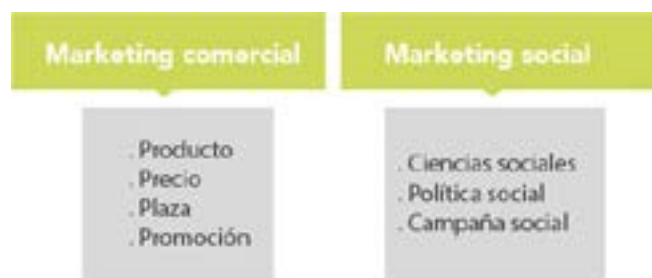 Marketing comercial
. Producto
. Precio
. Plaza
. Promoción
Marketing social
. Ciencias sociales
. Política social
. Campaña social